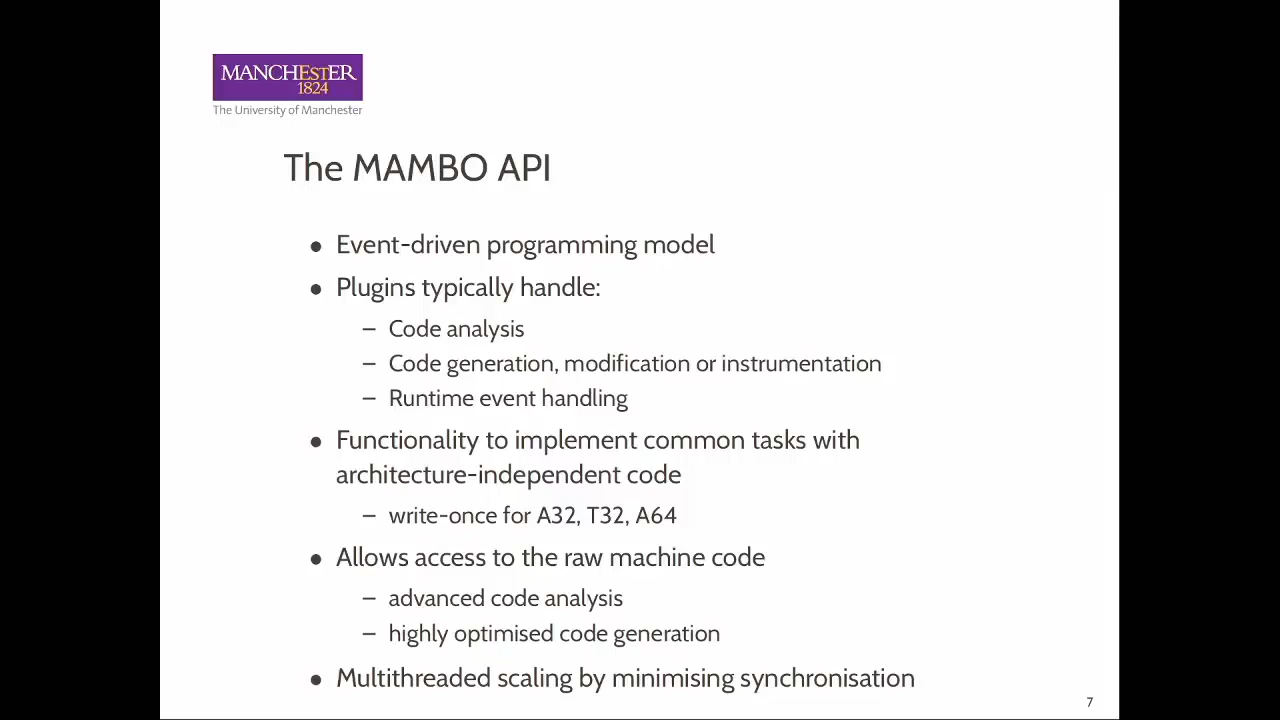 MANCHESTER
1824
The University of Manchester
The MAMBO API
● Event-driven programming model
● Plugins typically handle:
– Code analysis
– Code generation, modification or instrumentation
– Runtime event handling
● Functionality to implement common tasks with
architecture-independent code
– write-once for A32, T32, A64
● Allows access to the raw machine code
– advanced code analysis
– highly optimised code generation
● Multithreaded scaling by minimising synchronisation
7